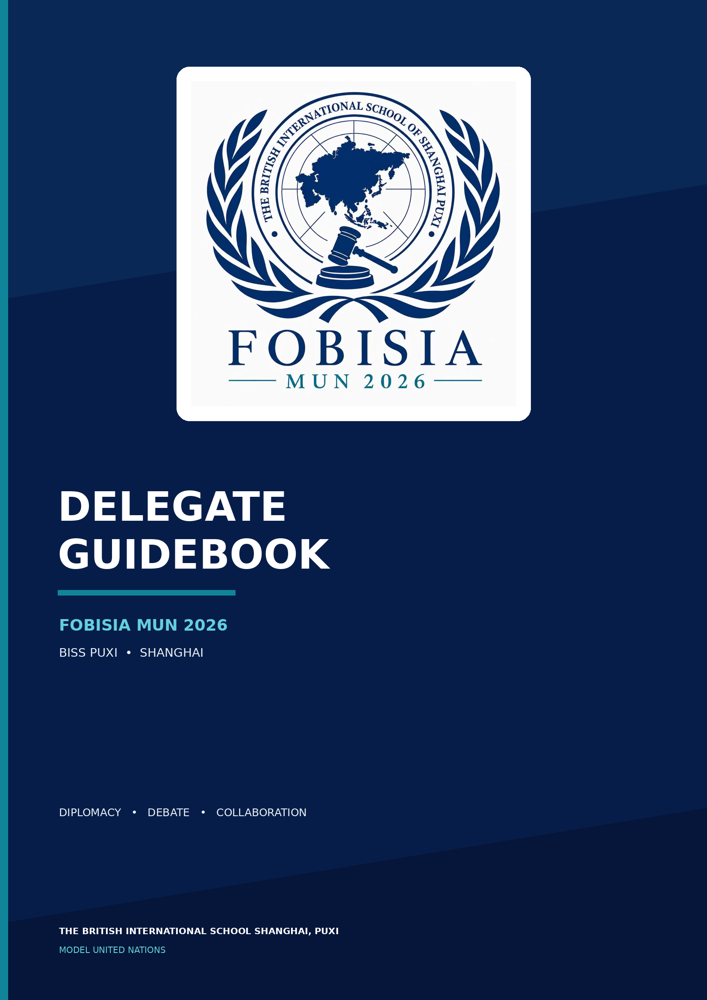 THE BRITISH INTERNATIONAL SCHOOL OF SHANGHAI PUXI
FOBISIA
MUN 2026
DELEGATE
GUIDEBOOK
FOBISIA MUN 2026
BISS PUXI • SHANGHAI
DIPLOMACY • DEBATE • COLLABORATION
THE BRITISH INTERNATIONAL SCHOOL SHANGHAI, PUXI
MODEL UNITED NATIONS